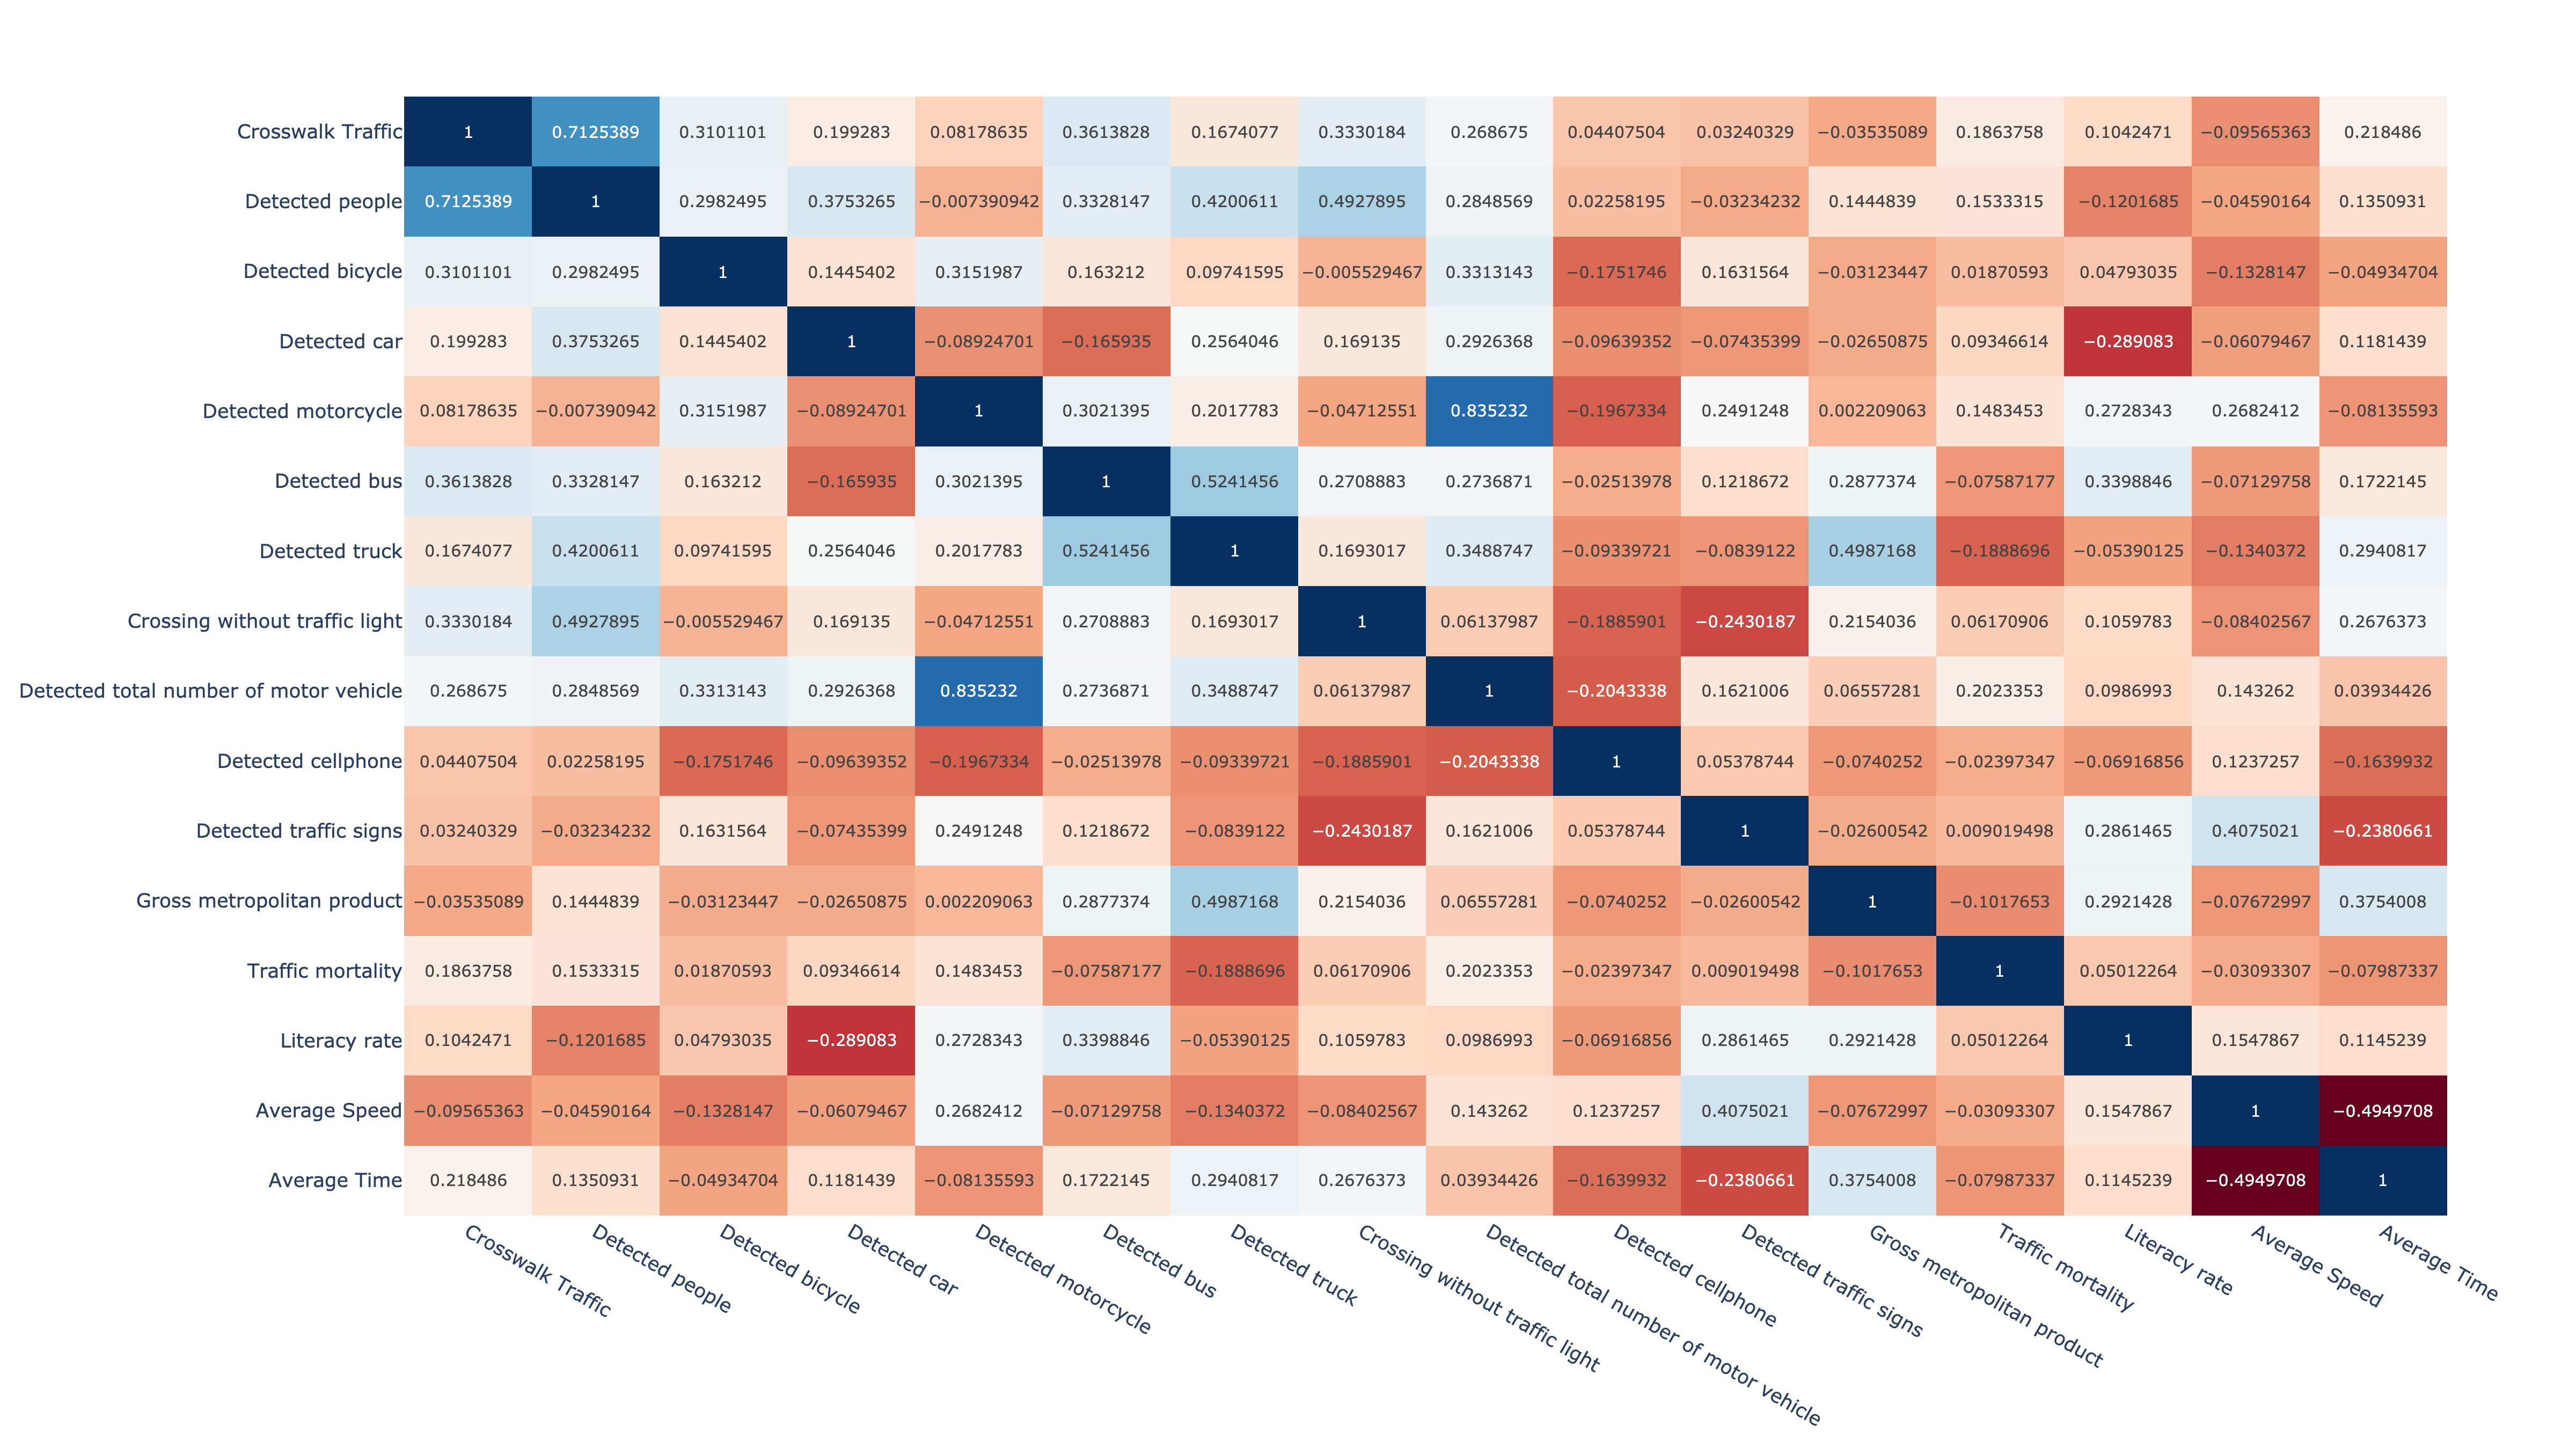 Crosswalk Traffic 1 0.7125389 0.3101101 0.199283 0.08178635 0.3613828 0.1674077 0.3330184 0.268675 0.04407504 0.03240329 −0.03535089 0.1863758 0.1042471 −0.09565363 0.218486
Detected people 0.7125389 1 0.2982495 0.3753265 −0.007390942 0.3328147 0.4200611 0.4927895 0.2848569 0.02258195 −0.03234232 0.1444839 0.1533315 −0.1201685 −0.04590164 0.1350931
Detected bicycle 0.3101101 0.2982495 1 0.1445402 0.3151987 0.163212 0.09741595 −0.005529467 0.3313143 −0.1751746 0.1631564 −0.03123447 0.01870593 0.04793035 −0.1328147 −0.04934704
Detected car 0.199283 0.3753265 0.1445402 1 −0.08924701 −0.165935 0.2564046 0.169135 0.2926368 −0.09639352 −0.07435399 −0.02650875 0.09346614 −0.289083 −0.06079467 0.1181439
Detected motorcycle 0.08178635 −0.007390942 0.3151987 −0.08924701 1 0.3021395 0.2017783 −0.04712551 0.835232 −0.1967334 0.2491248 0.002209063 0.1483453 0.2728343 0.2682412 −0.08135593
Detected bus 0.3613828 0.3328147 0.163212 −0.165935 0.3021395 1 0.5241456 0.2708883 0.2736871 −0.02513978 0.1218672 0.2877374 −0.07587177 0.3398846 −0.07129758 0.1722145
Detected truck 0.1674077 0.4200611 0.09741595 0.2564046 0.2017783 0.5241456 1 0.1693017 0.3488747 −0.09339721 −0.0839122 0.4987168 −0.1888696 −0.05390125 −0.1340372 0.2940817
Crossing without traffic light 0.3330184 0.4927895 −0.005529467 0.169135 −0.04712551 0.2708883 0.1693017 1 0.06137987 −0.1885901 −0.2430187 0.2154036 0.06170906 0.1059783 −0.08402567 0.2676373
Detected total number of motor vehicle 0.268675 0.2848569 0.3313143 0.2926368 0.835232 0.2736871 0.3488747 0.06137987 1 −0.2043338 0.1621006 0.06557281 0.2023353 0.0986993 0.143262 0.03934426
Detected cellphone 0.04407504 0.02258195 −0.1751746 −0.09639352 −0.1967334 −0.02513978 −0.09339721 −0.1885901 −0.2043338 1 0.05378744 −0.0740252 −0.02397347 −0.06916856 0.1237257 −0.1639932
Detected traffic signs 0.03240329 −0.03234232 0.1631564 −0.07435399 0.2491248 0.1218672 −0.0839122 −0.2430187 0.1621006 0.05378744 1 −0.02600542 0.009019498 0.2861465 0.4075021 −0.2380661
Gross metropolitan product −0.03535089 0.1444839 −0.03123447 −0.02650875 0.002209063 0.2877374 0.4987168 0.2154036 0.06557281 −0.0740252 −0.02600542 1 −0.1017653 0.2921428 −0.07672997 0.3754008
Traffic mortality 0.1863758 0.1533315 0.01870593 0.09346614 0.1483453 −0.07587177 −0.1888696 0.06170906 0.2023353 −0.02397347 0.009019498 −0.1017653 1 0.05012264 −0.03093307 −0.07987337
Literacy rate 0.1042471 −0.1201685 0.04793035 −0.289083 0.2728343 0.3398846 −0.05390125 0.1059783 0.0986993 −0.06916856 0.2861465 0.2921428 0.05012264 1 0.1547867 0.1145239
Average Speed −0.09565363 −0.04590164 −0.1328147 −0.06079467 0.2682412 −0.07129758 −0.1340372 −0.08402567 0.143262 0.1237257 0.4075021 −0.07672997 −0.03093307 0.1547867 1 −0.4949708
Average Time 0.218486 0.1350931 −0.04934704 0.1181439 −0.08135593 0.1722145 0.2940817 0.2676373 0.03934426 −0.1639932 −0.2380661 0.3754008 −0.07987337 0.1145239 −0.4949708 1
Crosswalk Traffic
Detected people
Detected bicycle
Detected car
Detected motorcycle
Detected bus
Detected truck
Crossing without traffic light
Detected total number of motor vehicle
Detected cellphone
Detected traffic signs
Gross metropolitan product
Traffic mortality
Literacy rate
Average Speed
Average Time